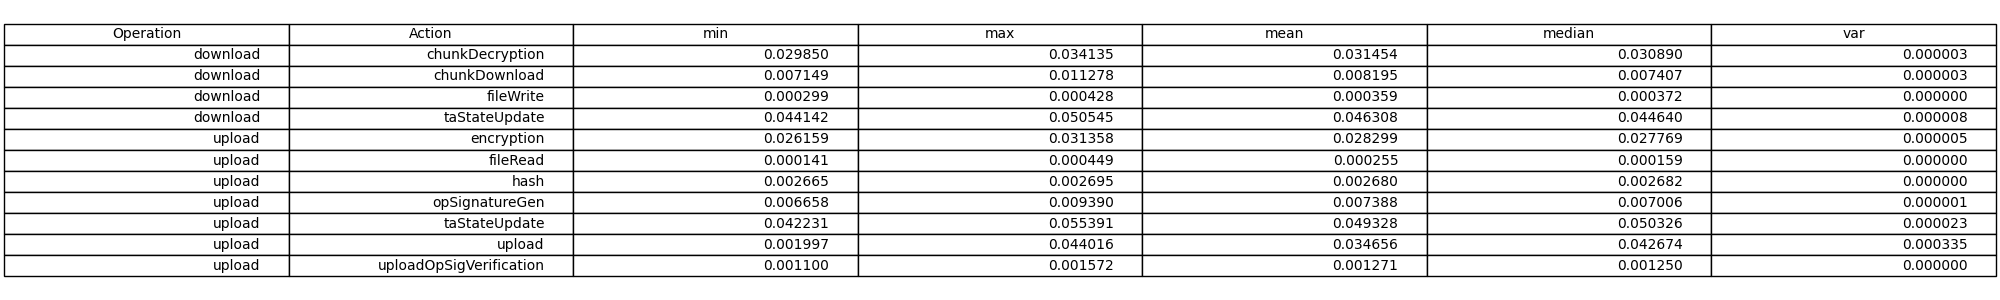 Operation Action min max mean median var
download chunkDecryption 0.029850 0.034135 0.031454 0.030890 0.000003
download chunkDownload 0.007149 0.011278 0.008195 0.007407 0.000003
download fileWrite 0.000299 0.000428 0.000359 0.000372 0.000000
download taStateUpdate 0.044142 0.050545 0.046308 0.044640 0.000008
upload encryption 0.026159 0.031358 0.028299 0.027769 0.000005
upload fileRead 0.000141 0.000449 0.000255 0.000159 0.000000
upload hash 0.002665 0.002695 0.002680 0.002682 0.000000
upload opSignatureGen 0.006658 0.009390 0.007388 0.007006 0.000001
upload taStateUpdate 0.042231 0.055391 0.049328 0.050326 0.000023
upload upload 0.001997 0.044016 0.034656 0.042674 0.000335
upload uploadOpSigVerification 0.001100 0.001572 0.001271 0.001250 0.000000